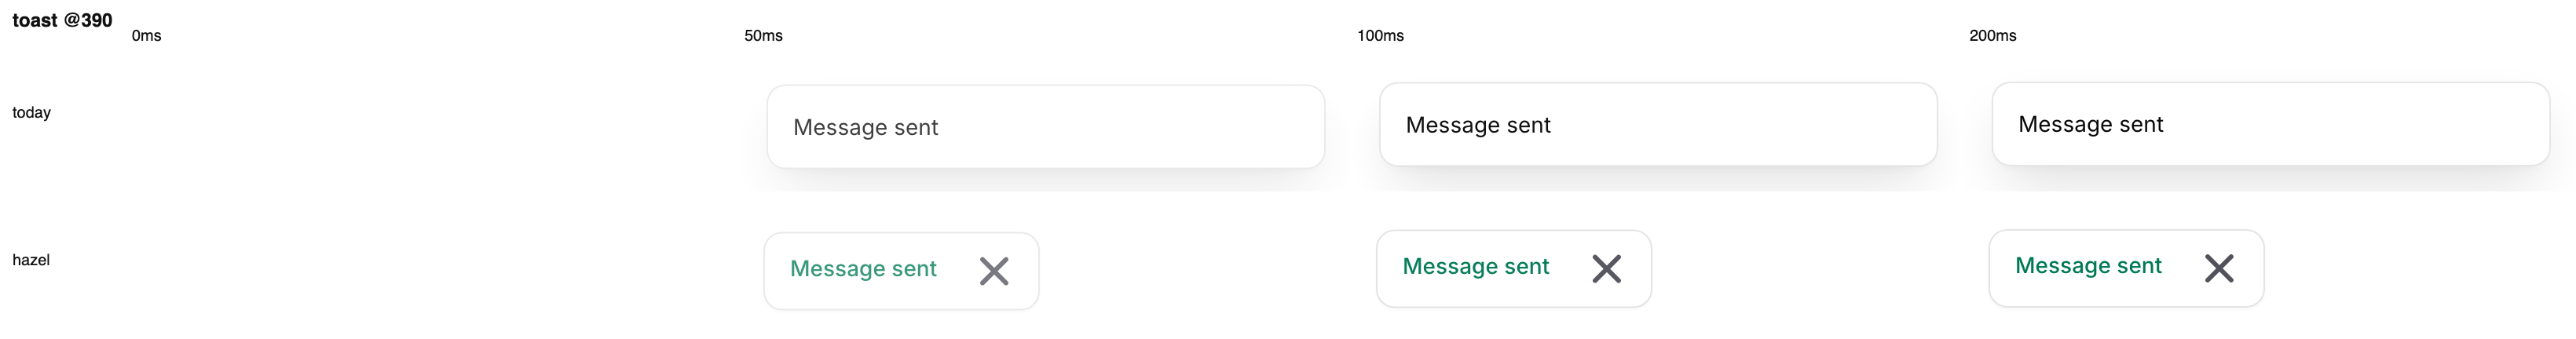 toast @390
0ms 50ms 100ms 200ms
today
Message sent Message sent Message sent
hazel
Message sent Message sent Message sent